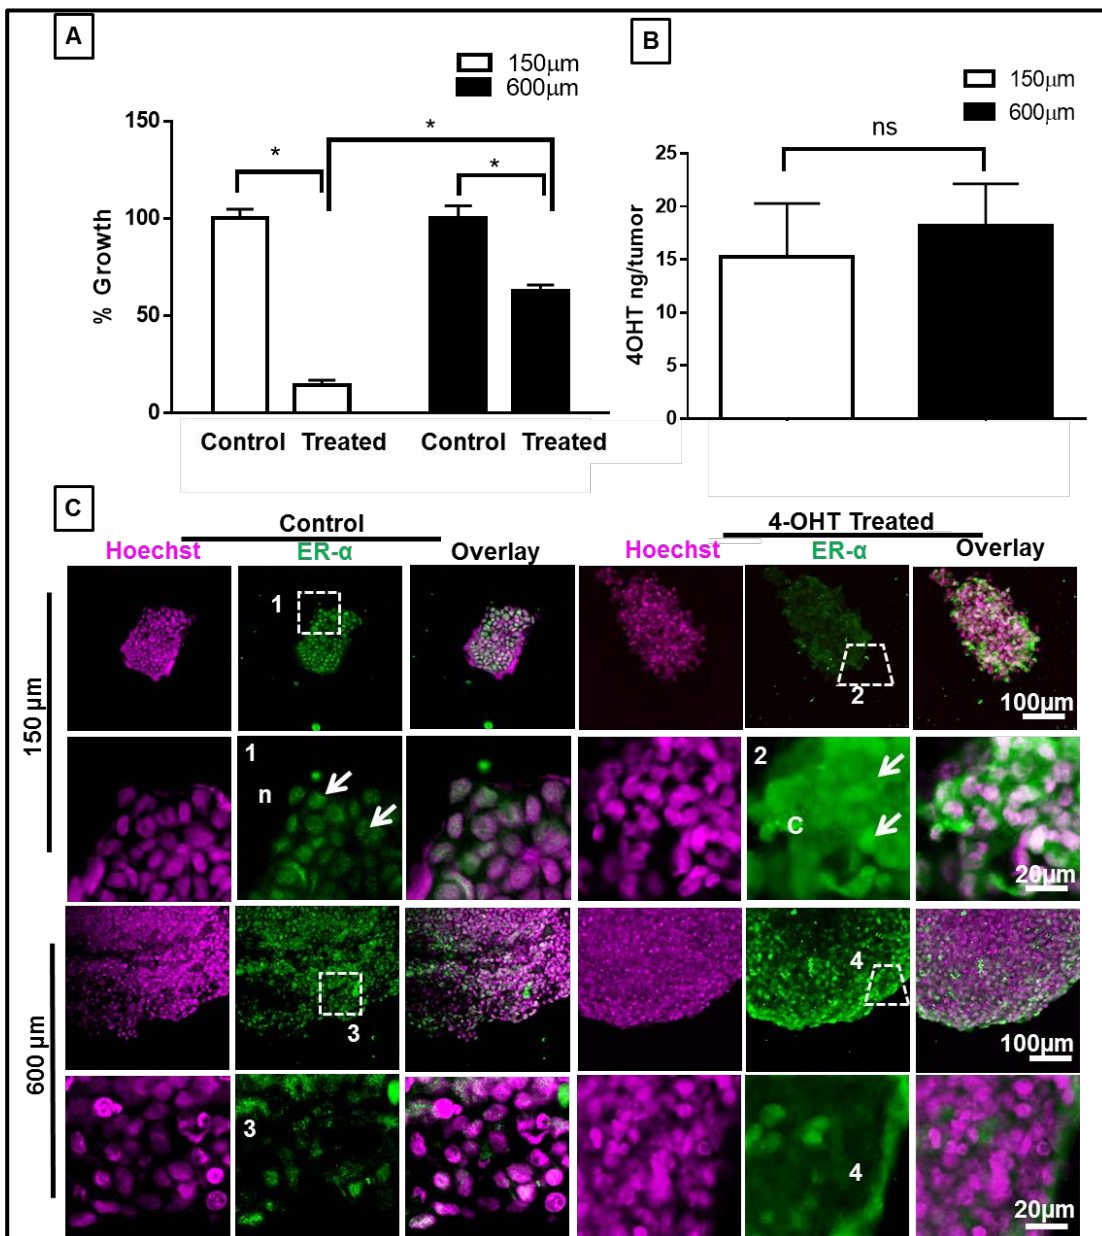 A
150μm
600μm
% Growth
150
100
50
0
*
*
*
Control Treated Control Treated
B
150μm
600μm
4OHT ng/tumor
25
20
15
10
5
0
ns
C
Control 4-OHT Treated
Hoechst ER-α Overlay Hoechst ER-α Overlay
150 μm
1
2
100μm
1
n
2
C
20μm
600 μm
3
4
100μm
3
4
20μm